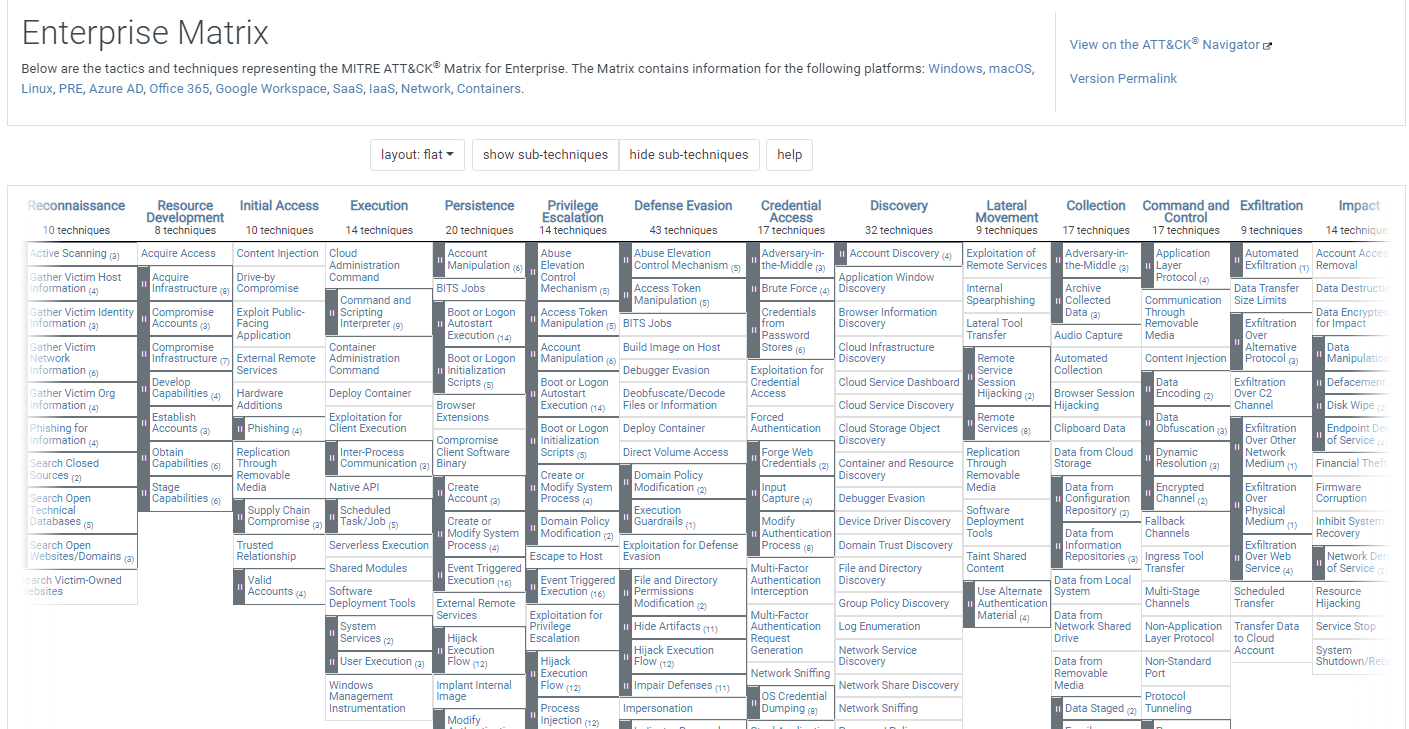 Enterprise Matrix
Below are the tactics and techniques representing the MITRE ATT&CK® Matrix for Enterprise. The Matrix contains information for the following platforms: Windows, macOS,
Linux, PRE, Azure AD, Office 365, Google Workspace, SaaS, IaaS, Network, Containers.
View on the ATT&CK® Navigator
Version Permalink
layout: flat
show sub-techniques
hide sub-techniques
help
Reconnaissance
10 techniques
Active Scanning (3)
Gather Victim Host
Information (4)
Gather Victim Identity
Information (3)
Gather Victim
Network
Information (6)
Gather Victim Org
Information (4)
Phishing for
Information (4)
Search Closed
Sources (2)
Search Open
Technical
Databases (5)
Search Open
Websites/Domains (3)
earch Victim-Owned
ebsites
Resource
Development
8 techniques
Acquire Access
Acquire
Infrastructure (8)
Compromise
Accounts (3)
Compromise
Infrastructure (7)
Develop
Capabilities (4)
Establish
Accounts (3)
Obtain
Capabilities (6)
Stage
Capabilities (6)
Initial Access
10 techniques
Content Injection
Drive-by
Compromise
Exploit Public-
Facing
Application
External Remote
Services
Hardware
Additions
Phishing (4)
Replication
Through
Removable
Media
Supply Chain
Compromise (3)
Trusted
Relationship
Valid
Accounts (4)
Execution
14 techniques
Cloud
Administration
Command
Command and
Scripting
Interpreter (9)
Container
Administration
Command
Deploy Container
Exploitation for
Client Execution
Inter-Process
Communication (3)
Native API
Scheduled
Task/Job (5)
Serverless Execution
Shared Modules
Software
Deployment Tools
System
Services (2)
User Execution (3)
Windows
Management
Instrumentation
Persistence
20 techniques
Account
Manipulation (6)
BITS Jobs
Boot or Logon
Autostart
Execution (14)
Boot or Logon
Initialization
Scripts (5)
Browser
Extensions
Compromise
Client Software
Binary
Create
Account (3)
Create or
Modify System
Process (4)
Event Triggered
Execution (16)
External Remote
Services
Hijack
Execution
Flow (12)
Implant Internal
Image
Modify
Privilege
Escalation
14 techniques
Abuse
Elevation
Control
Mechanism (5)
Access Token
Manipulation (5)
Account
Manipulation (6)
Boot or Logon
Autostart
Execution (14)
Boot or Logon
Initialization
Scripts (5)
Create or
Modify System
Process (4)
Domain Policy
Modification (2)
Escape to Host
Event Triggered
Execution (16)
Exploitation for
Privilege
Escalation
Hijack
Execution
Flow (12)
Process
Injection (12)
Defense Evasion
43 techniques
Abuse Elevation
Control Mechanism (5)
Access Token
Manipulation (5)
BITS Jobs
Build Image on Host
Debugger Evasion
Deobfuscate/Decode
Files or Information
Deploy Container
Direct Volume Access
Domain Policy
Modification (2)
Execution
Guardrails (1)
Exploitation for Defense
Evasion
File and Directory
Permissions
Modification (2)
Hide Artifacts (11)
Hijack Execution
Flow (12)
Impair Defenses (11)
Impersonation
Credential
Access
17 techniques
Adversary-in-
the-Middle (3)
Brute Force (4)
Credentials
from
Password
Stores (6)
Exploitation for
Credential
Access
Forced
Authentication
Forge Web
Credentials (2)
Input
Capture (4)
Modify
Authentication
Process (8)
Multi-Factor
Authentication
Interception
Multi-Factor
Authentication
Request
Generation
Network Sniffing
OS Credential
Dumping (8)
Discovery
32 techniques
Account Discovery (4)
Application Window
Discovery
Browser Information
Discovery
Cloud Infrastructure
Discovery
Cloud Service Dashboard
Cloud Service Discovery
Cloud Storage Object
Discovery
Container and Resource
Discovery
Debugger Evasion
Device Driver Discovery
Domain Trust Discovery
File and Directory
Discovery
Group Policy Discovery
Log Enumeration
Network Service
Discovery
Network Share Discovery
Network Sniffing
Lateral
Movement
9 techniques
Exploitation of
Remote Services
Internal
Spearphishing
Lateral Tool
Transfer
Remote
Service
Session
Hijacking (2)
Remote
Services (8)
Replication
Through
Removable
Media
Software
Deployment
Tools
Taint Shared
Content
Use Alternate
Authentication
Material (4)
Collection
17 techniques
Adversary-in-
the-Middle (3)
Archive
Collected
Data (3)
Audio Capture
Automated
Collection
Browser Session
Hijacking
Clipboard Data
Data from Cloud
Storage
Data from
Configuration
Repository (2)
Data from
Information
Repositories (3)
Data from Local
System
Data from
Network Shared
Drive
Data from
Removable
Media
Data Staged (2)
Command and
Control
17 techniques
Application
Layer
Protocol (4)
Communication
Through
Removable
Media
Content Injection
Data
Encoding (2)
Data
Obfuscation (3)
Dynamic
Resolution (3)
Encrypted
Channel (2)
Fallback
Channels
Ingress Tool
Transfer
Multi-Stage
Channels
Non-Application
Layer Protocol
Non-Standard
Port
Protocol
Tunneling
Exfiltration
9 techniques
Automated
Exfiltration (1)
Data Transfer
Size Limits
Exfiltration
Over
Alternative
Protocol (3)
Exfiltration
Over C2
Channel
Exfiltration
Over Other
Network
Medium (1)
Exfiltration
Over
Physical
Medium (1)
Exfiltration
Over Web
Service (4)
Scheduled
Transfer
Transfer Data
to Cloud
Account
Impact
14 technique
Account Acces
Removal
Data Destructi
Data Encrypted
for Impact
Data
Manipulation
Defacement
Disk Wipe (2)
Endpoint De
of Service (4)
Financial Theft
Firmware
Corruption
Inhibit System
Recovery
Network Den
of Service (2)
Resource
Hijacking
Service Stop
System
Shutdown/Reb